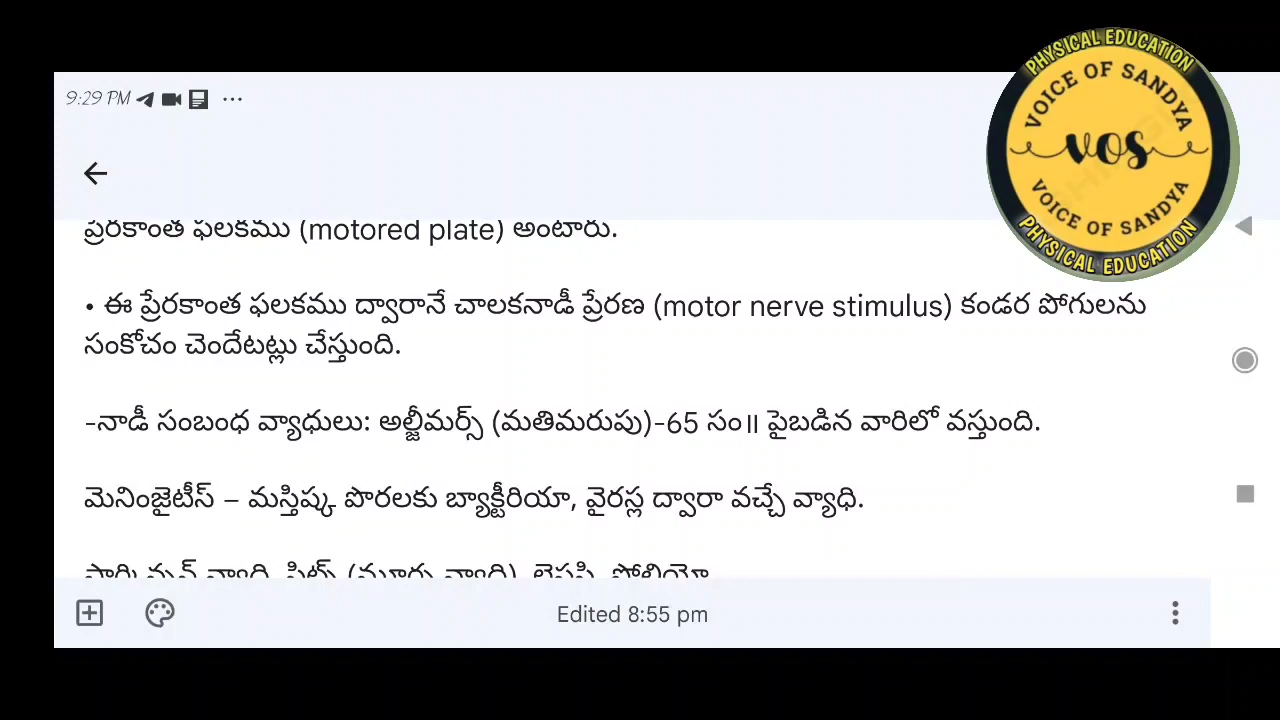 9:29 PM
PHYSICAL EDUCATION
VOICE OF SANDYA
vos
VOICE OF SANDYA
PHYSICAL EDUCATION
ప్రేరకాంత ఫలకము (motored plate) అంటారు.
• ఈ ప్రేరకాంత ఫలకము ద్వారానే చాలకనాడీ ప్రేరణ (motor nerve stimulus) కండర పోగులను
సంకోచం చెందేటట్లు చేస్తుంది.
-నాడీ సంబంధ వ్యాధులు: అల్జీమర్స్ (మతిమరుపు)-65 సం॥ పైబడిన వారిలో వస్తుంది.
మెనింజైటీస్ – మస్తిష్క పొరలకు బ్యాక్టీరియా, వైరస్ల ద్వారా వచ్చే వ్యాధి.
పార్కిన్సన్ వ్యాధి, ఫిట్స్ (మూర్ఛ వ్యాధి), లెప్రసి, పోలియో
Edited 8:55 pm